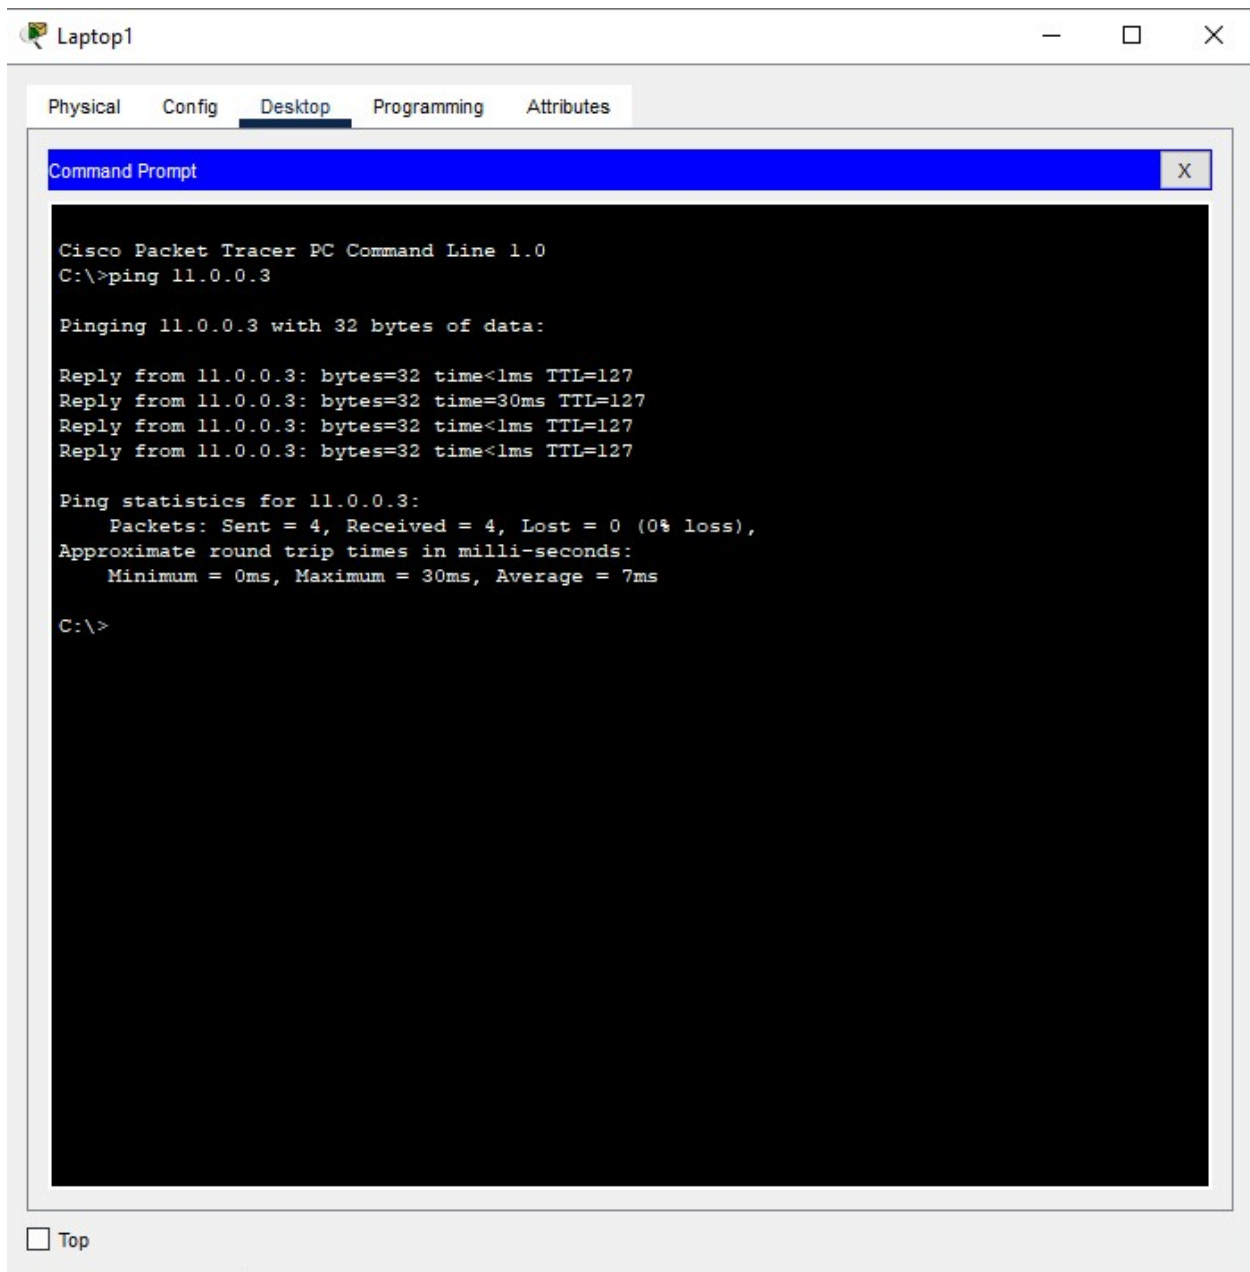 Laptop1
Physical Config Desktop Programming Attributes
Command Prompt X
Cisco Packet Tracer PC Command Line 1.0
C:\>ping 11.0.0.3
Pinging 11.0.0.3 with 32 bytes of data:
Reply from 11.0.0.3: bytes=32 time<1ms TTL=127
Reply from 11.0.0.3: bytes=32 time=30ms TTL=127
Reply from 11.0.0.3: bytes=32 time<1ms TTL=127
Reply from 11.0.0.3: bytes=32 time<1ms TTL=127
Ping statistics for 11.0.0.3:
Packets: Sent = 4, Received = 4, Lost = 0 (0% loss),
Approximate round trip times in milli-seconds:
Minimum = 0ms, Maximum = 30ms, Average = 7ms
C:\>
Top